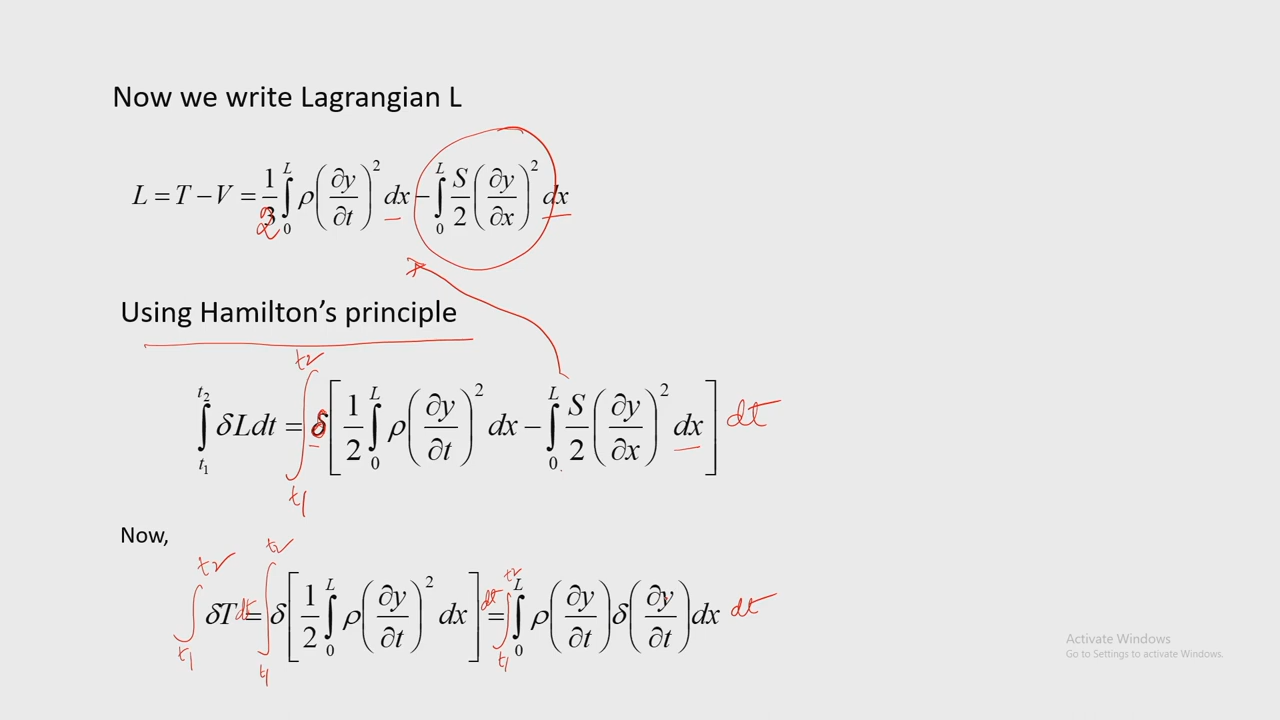 Now we write Lagrangian L
L = T − V = 1/3 2 ∫₀ᴸ ρ(∂y/∂t)² dx − ∫₀ᴸ S/2 (∂y/∂x)² dx
Using Hamilton’s principle
∫_{t₁}^{t₂} δLdt = ∫_{t1}^{t2} δ[1/2 ∫₀ᴸ ρ(∂y/∂t)² dx − ∫₀ᴸ S/2 (∂y/∂x)² dx] dt
Now,
∫_{t1}^{t2} δT dt = ∫_{t1}^{t2} δ[1/2 ∫₀ᴸ ρ(∂y/∂t)² dx] dt = ∫_{t1}^{t2} ∫₀ᴸ ρ(∂y/∂t) δ(∂y/∂t) dx dt
Activate Windows
Go to Settings to activate Windows.